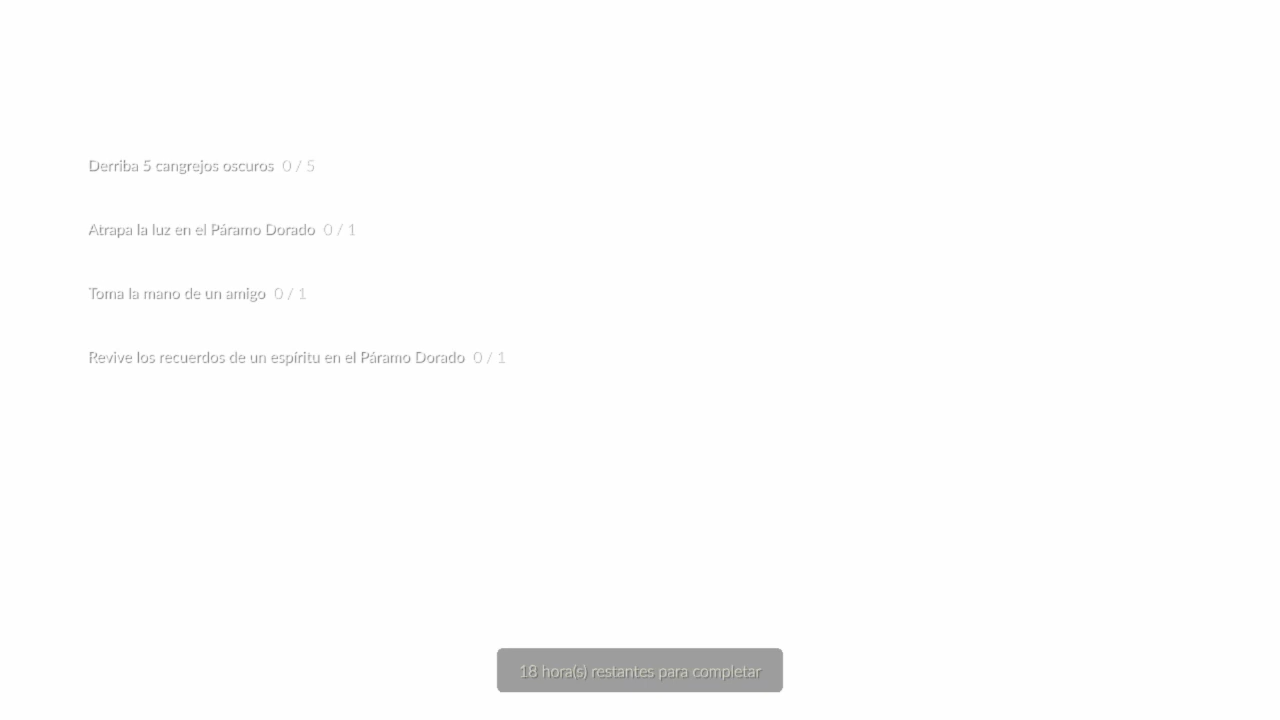 Derriba 5 cangrejos oscuros 0 / 5
Atrapa la luz en el Páramo Dorado 0 / 1
Toma la mano de un amigo 0 / 1
Revive los recuerdos de un espíritu en el Páramo Dorado 0 / 1
18 hora(s) restantes para completar